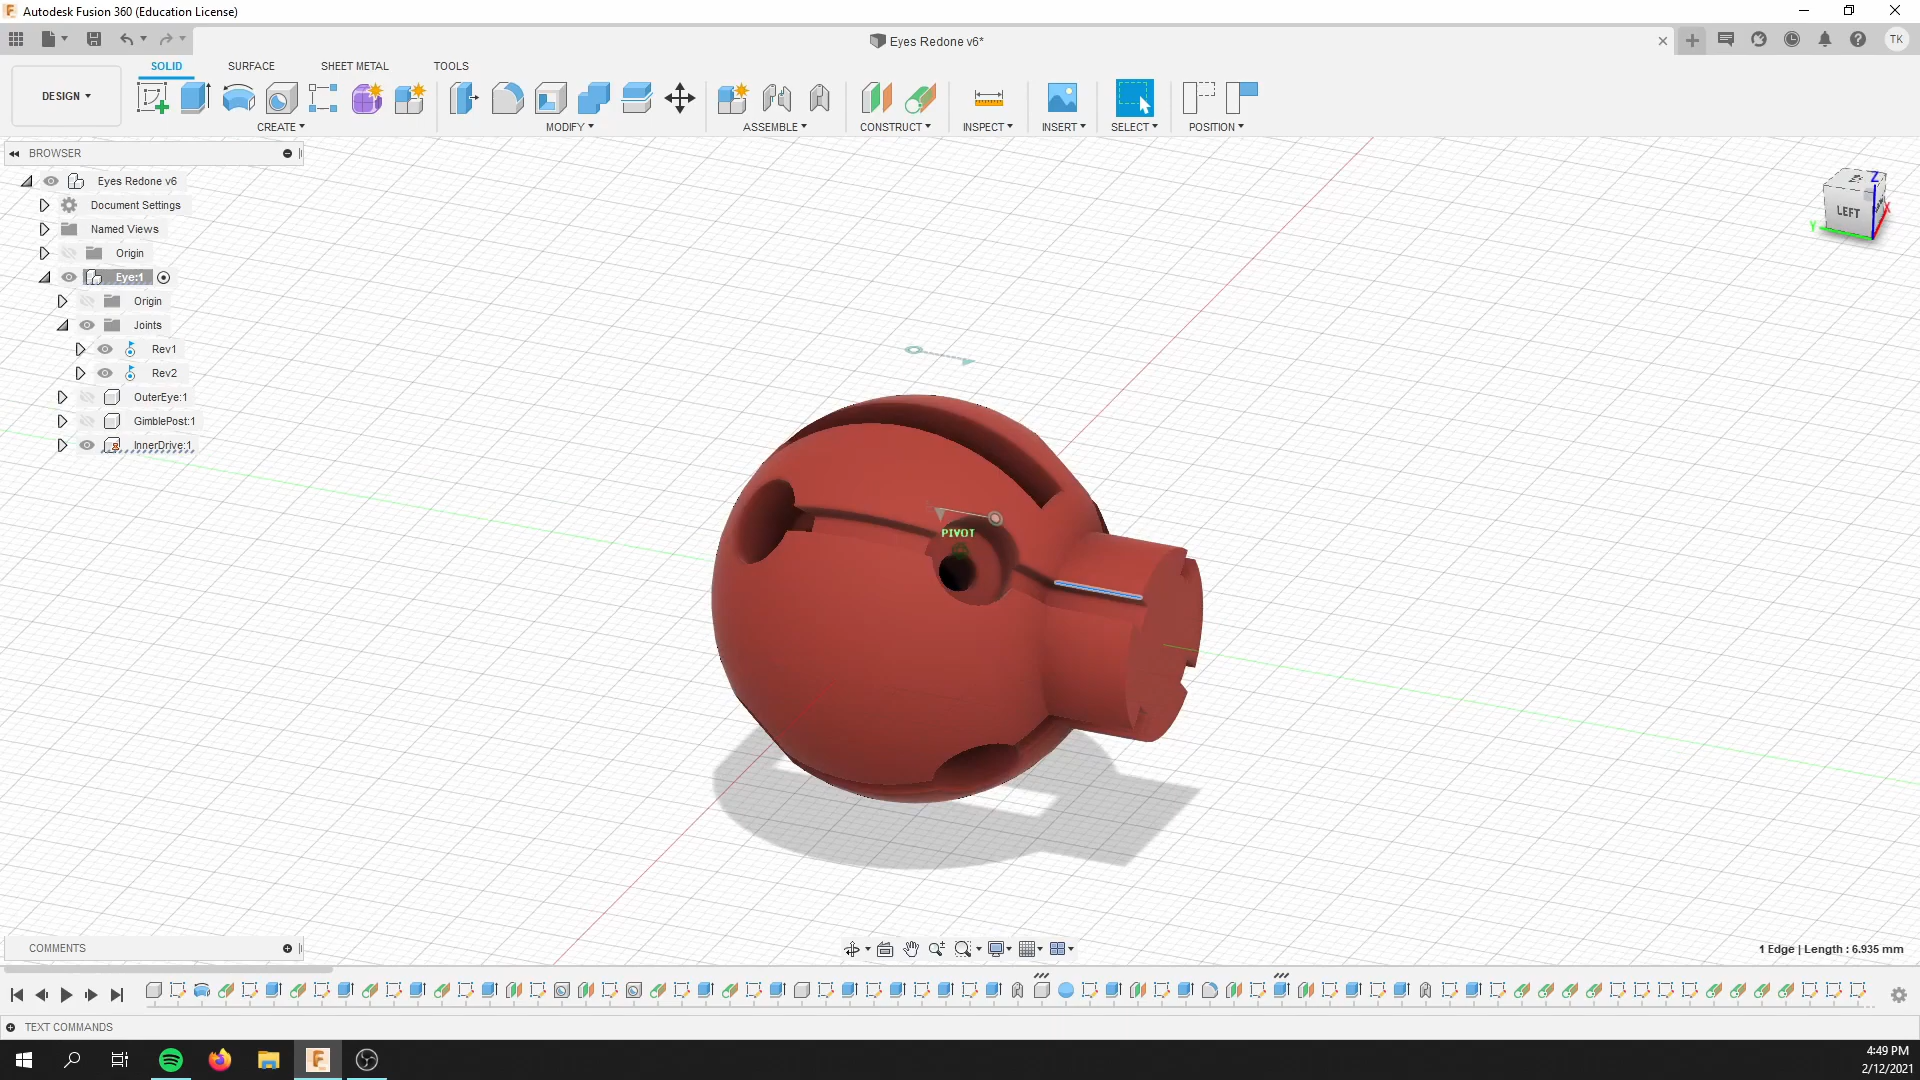 Autodesk Fusion 360 (Education License)
Eyes Redone v6*
TK
DESIGN
SOLID
SURFACE
SHEET METAL
TOOLS
CREATE
MODIFY
ASSEMBLE
CONSTRUCT
INSPECT
INSERT
SELECT
POSITION
BROWSER
Eyes Redone v6
Document Settings
Named Views
Origin
Eye:1
Origin
Joints
Rev1
Rev2
OuterEye:1
GimblePost:1
InnerDrive:1
Z
LEFT
X
Y
PIVOT
COMMENTS
1 Edge | Length : 6.935 mm
TEXT COMMANDS
4:49 PM
2/12/2021